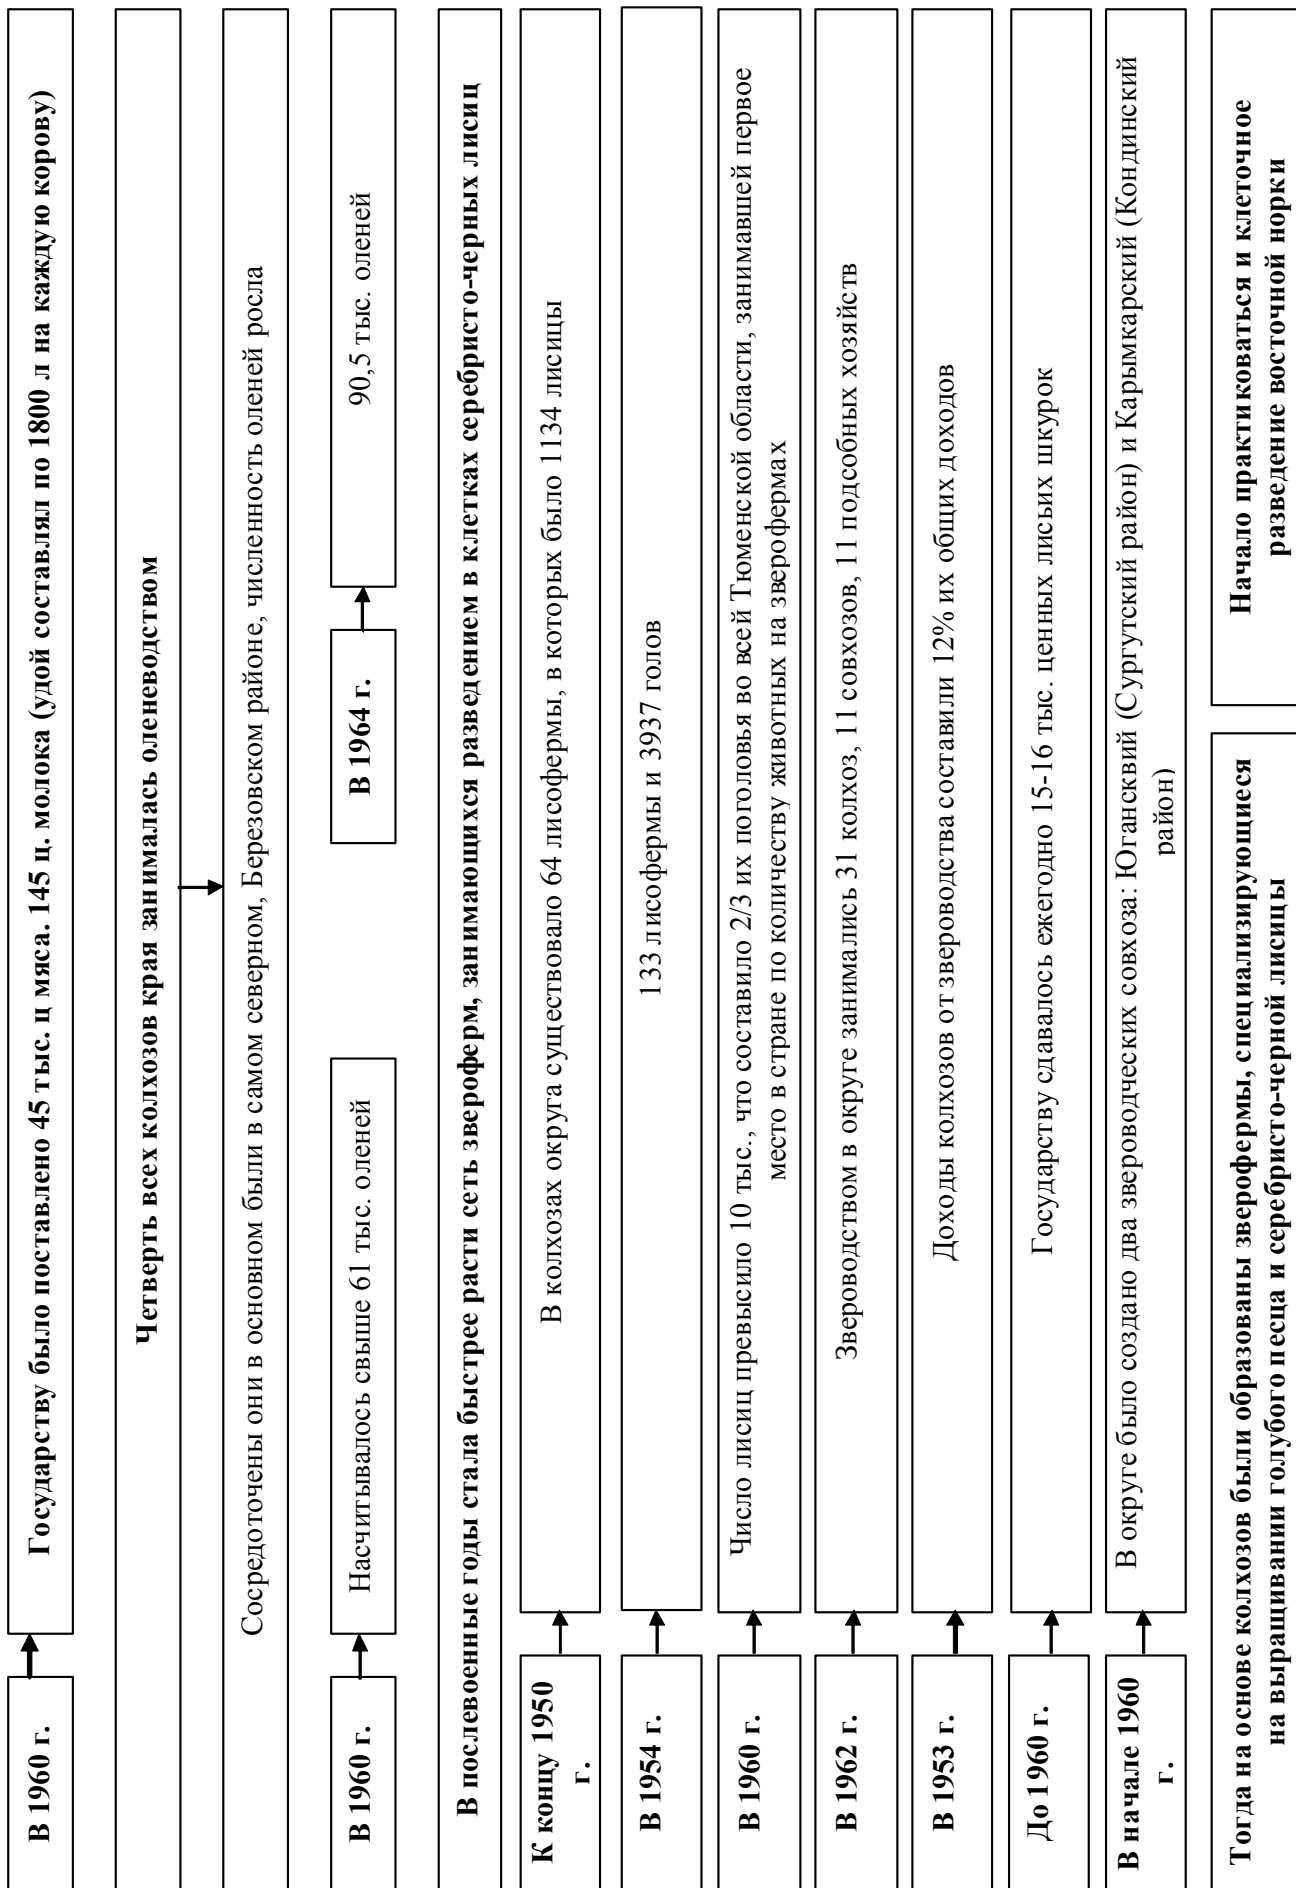 В 1960 г.
Государству было поставлено 45 тыс. ц мяса. 145 ц. молока (удой составлял по 1800 л на каждую корову)
Четверть всех колхозов края занималась оленеводством
Сосредоточены они в основном были в самом северном, Березовском районе, численность оленей росла
В 1960 г.
Насчитывалось свыше 61 тыс. оленей
В 1964 г.
90,5 тыс. оленей
В послевоенные годы стала быстрее расти сеть звероферм, занимающихся разведением в клетках серебристо-черных лисиц
К концу 1950
г.
В колхозах округа существовало 64 лисофермы, в которых было 1134 лисицы
В 1954 г.
133 лисофермы и 3937 голов
В 1960 г.
Число лисиц превысило 10 тыс., что составило 2/3 их поголовья во всей Тюменской области, занимавшей первое
место в стране по количеству животных на зверофермах
В 1962 г.
Звероводством в округе занимались 31 колхоз, 11 совхозов, 11 подсобных хозяйств
В 1953 г.
Доходы колхозов от звероводства составили 12% их общих доходов
До 1960 г.
Государству сдавалось ежегодно 15-16 тыс. ценных лисьих шкурок
В начале 1960
г.
В округе было создано два звероводческих совхоза: Югансквий (Сургутский район) и Карымкарский (Кондинский
район)
Тогда на основе колхозов были образованы зверофермы, специализирующиеся
на выращивании голубого песца и серебристо-черной лисицы
Начало практиковаться и клеточное
разведение восточной норки